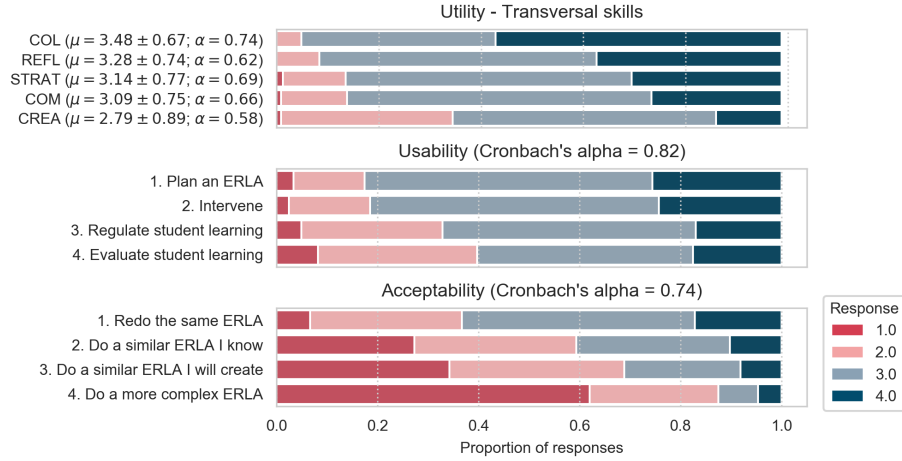 Utility - Transversal skills
COL (μ = 3.48 ± 0.67; α = 0.74)
REFL (μ = 3.28 ± 0.74; α = 0.62)
STRAT (μ = 3.14 ± 0.77; α = 0.69)
COM (μ = 3.09 ± 0.75; α = 0.66)
CREA (μ = 2.79 ± 0.89; α = 0.58)
Usability (Cronbach's alpha = 0.82)
1. Plan an ERLA
2. Intervene
3. Regulate student learning
4. Evaluate student learning
Acceptability (Cronbach's alpha = 0.74)
1. Redo the same ERLA
2. Do a similar ERLA I know
3. Do a similar ERLA I will create
4. Do a more complex ERLA
0.0 0.2 0.4 0.6 0.8 1.0
Proportion of responses
Response
1.0
2.0
3.0
4.0